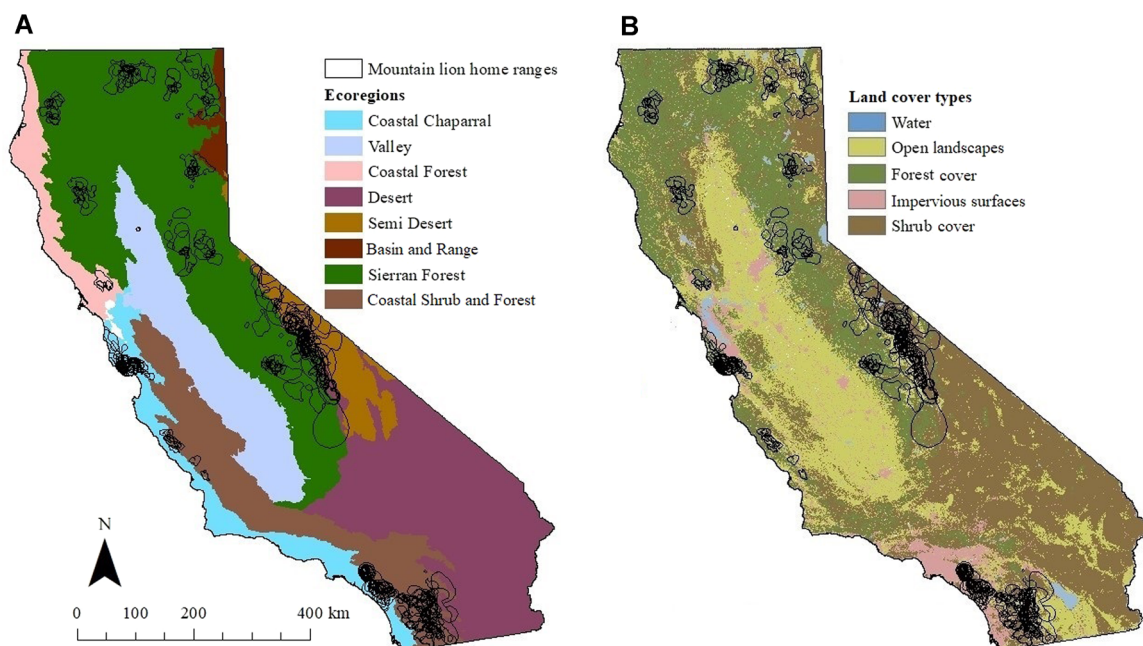 A
Mountain lion home ranges
Ecoregions
Coastal Chaparral
Valley
Coastal Forest
Desert
Semi Desert
Basin and Range
Sierran Forest
Coastal Shrub and Forest
N
0 100 200 400 km
B
Land cover types
Water
Open landscapes
Forest cover
Impervious surfaces
Shrub cover